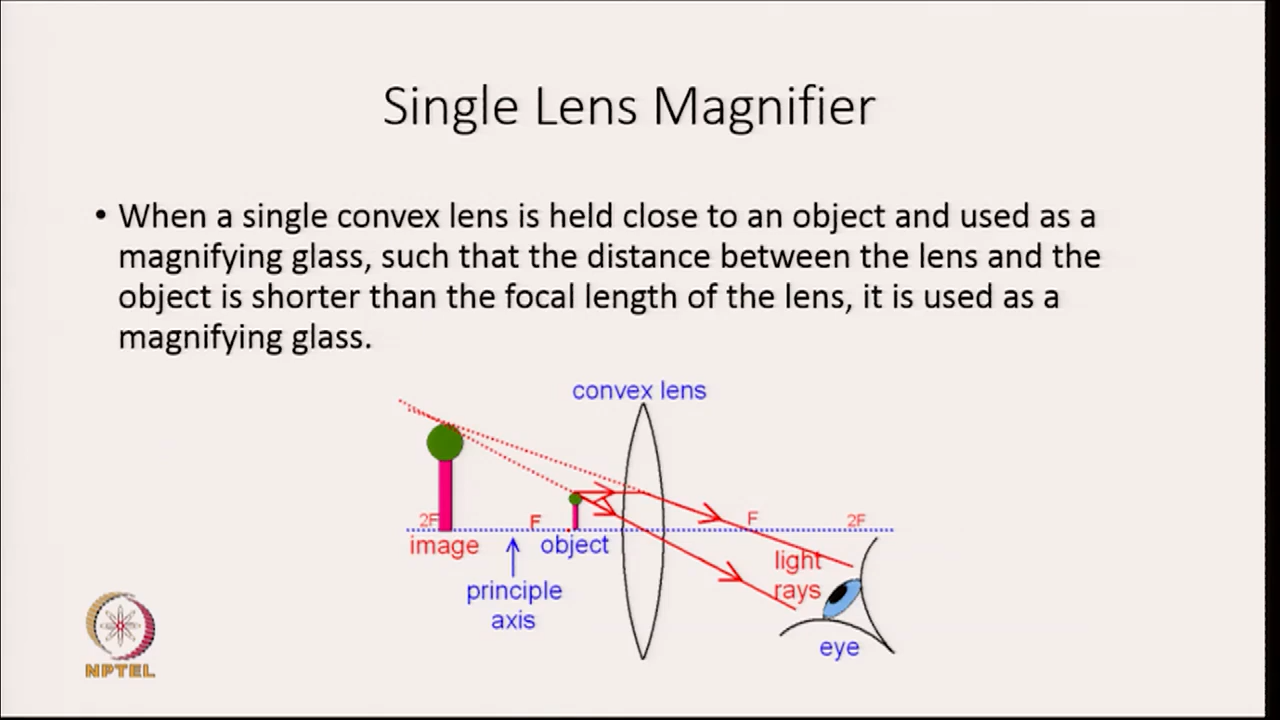 Single Lens Magnifier
• When a single convex lens is held close to an object and used as a
magnifying glass, such that the distance between the lens and the
object is shorter than the focal length of the lens, it is used as a
magnifying glass.
convex lens
2F F F 2F
image object
light
rays
principle
axis
eye
NPTEL